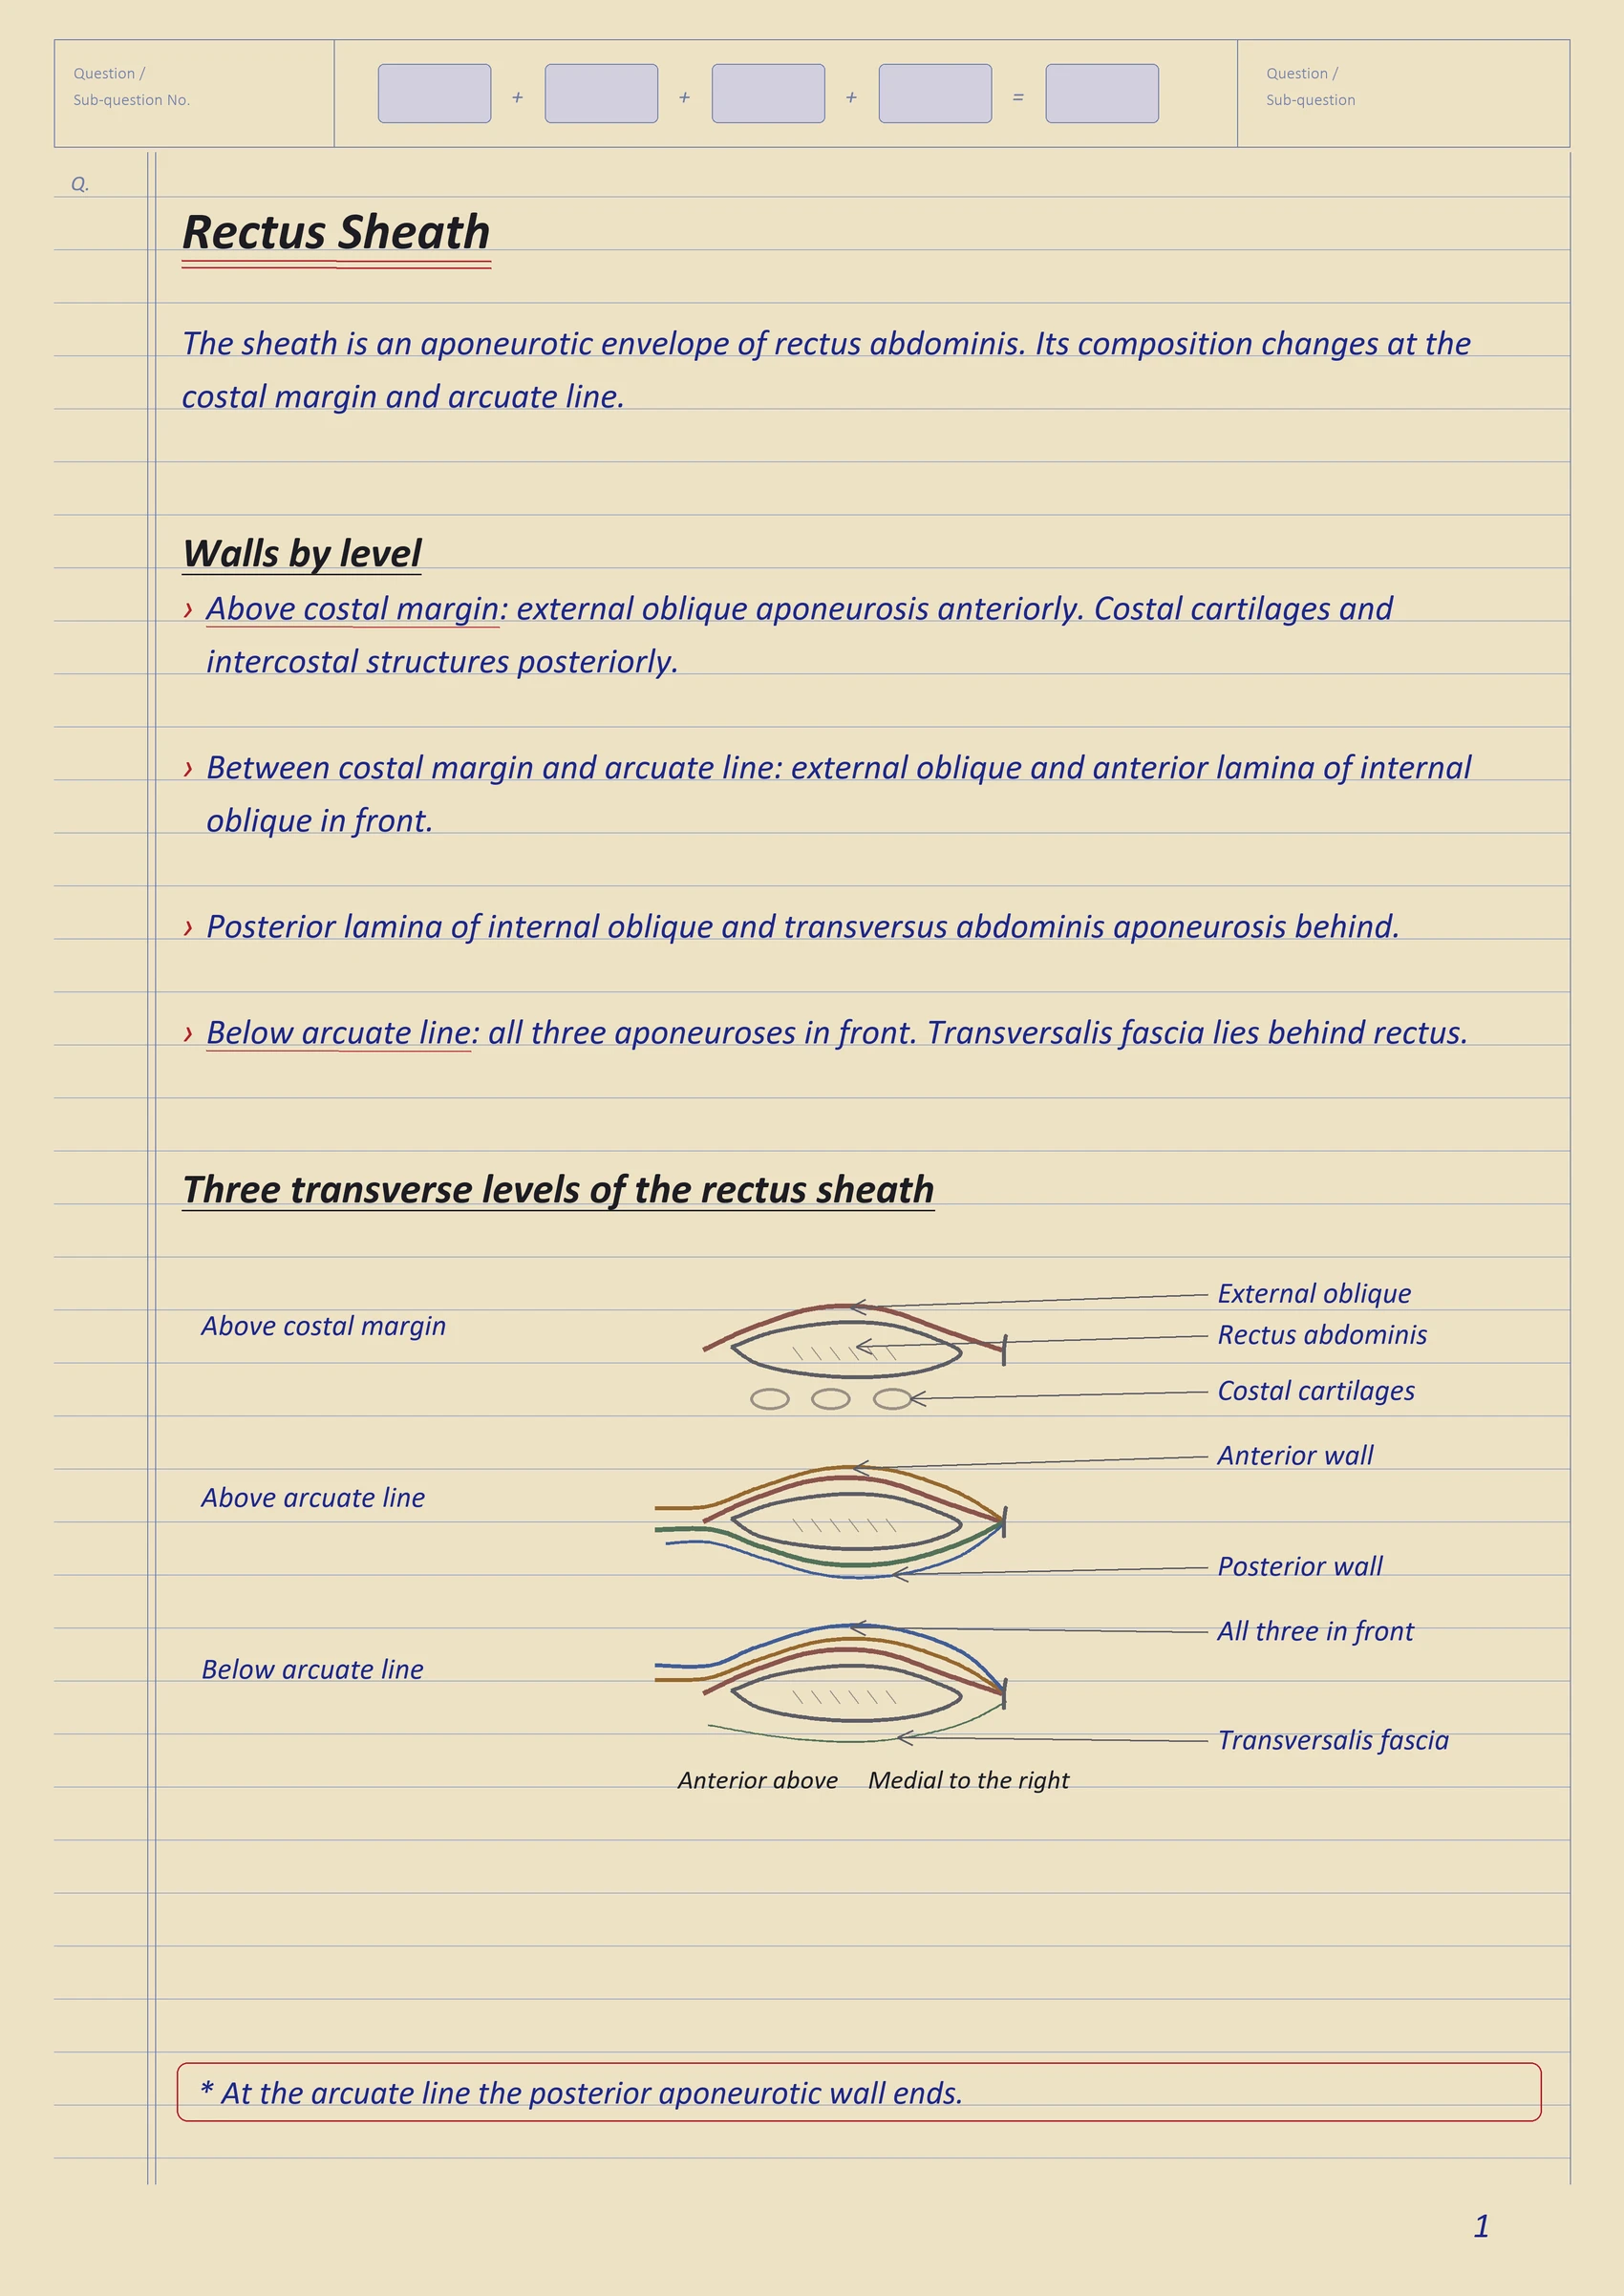 Question /
Sub-question No.
+ + + =
Question /
Sub-question
Q.
Rectus Sheath
The sheath is an aponeurotic envelope of rectus abdominis. Its composition changes at the
costal margin and arcuate line.
Walls by level
› Above costal margin: external oblique aponeurosis anteriorly. Costal cartilages and
intercostal structures posteriorly.
› Between costal margin and arcuate line: external oblique and anterior lamina of internal
oblique in front.
› Posterior lamina of internal oblique and transversus abdominis aponeurosis behind.
› Below arcuate line: all three aponeuroses in front. Transversalis fascia lies behind rectus.
Three transverse levels of the rectus sheath
External oblique
Above costal margin
Rectus abdominis
Costal cartilages
Anterior wall
Above arcuate line
Posterior wall
All three in front
Below arcuate line
Transversalis fascia
Anterior above Medial to the right
* At the arcuate line the posterior aponeurotic wall ends.
1